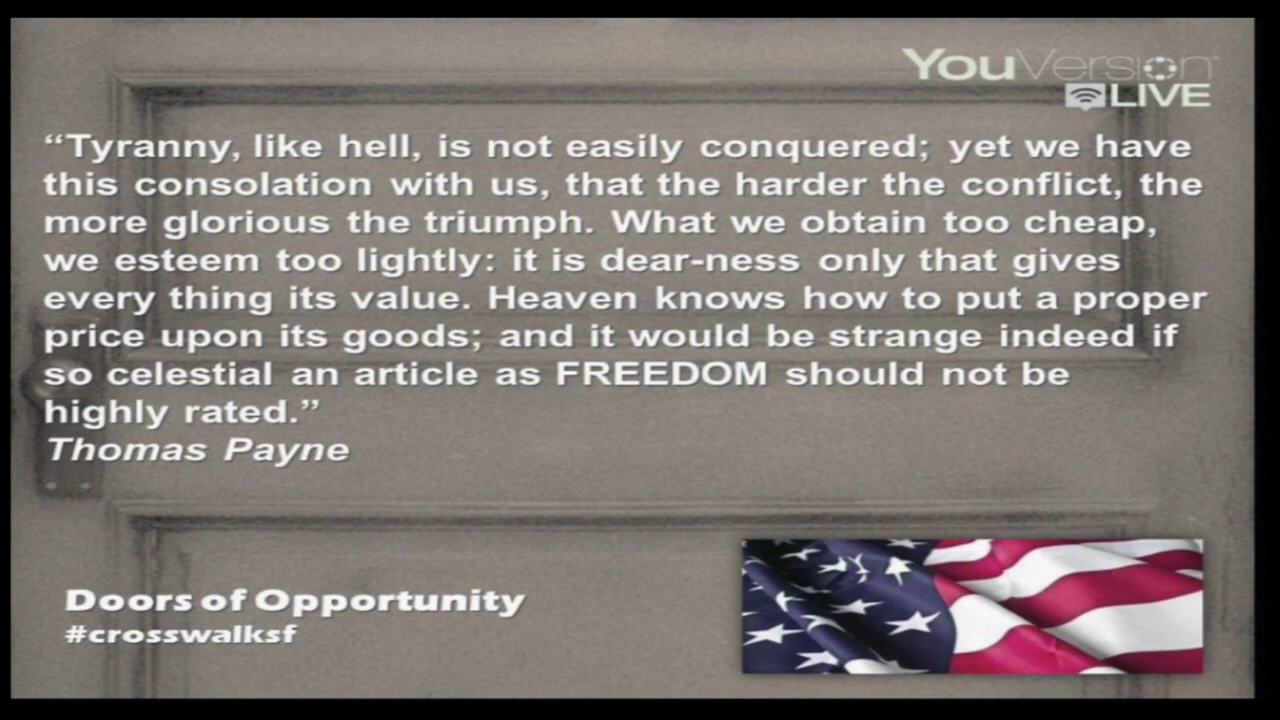 YouVersion
LIVE
“Tyranny, like hell, is not easily conquered; yet we have
this consolation with us, that the harder the conflict, the
more glorious the triumph. What we obtain too cheap,
we esteem too lightly: it is dear-ness only that gives
every thing its value. Heaven knows how to put a proper
price upon its goods; and it would be strange indeed if
so celestial an article as FREEDOM should not be
highly rated.”
Thomas Payne
Doors of Opportunity
#crosswalksf